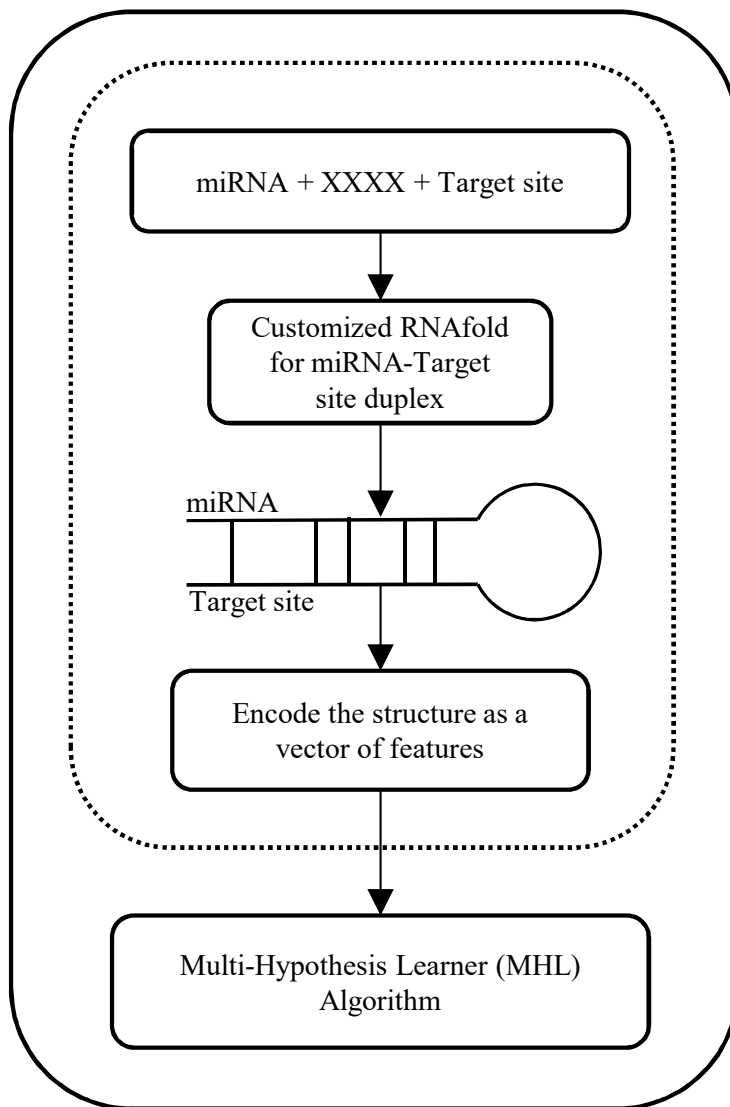 miRNA + XXXX + Target site
Customized RNAfold
for miRNA-Target
site duplex
miRNA
Target site
Encode the structure as a
vector of features
Multi-Hypothesis Learner (MHL)
Algorithm